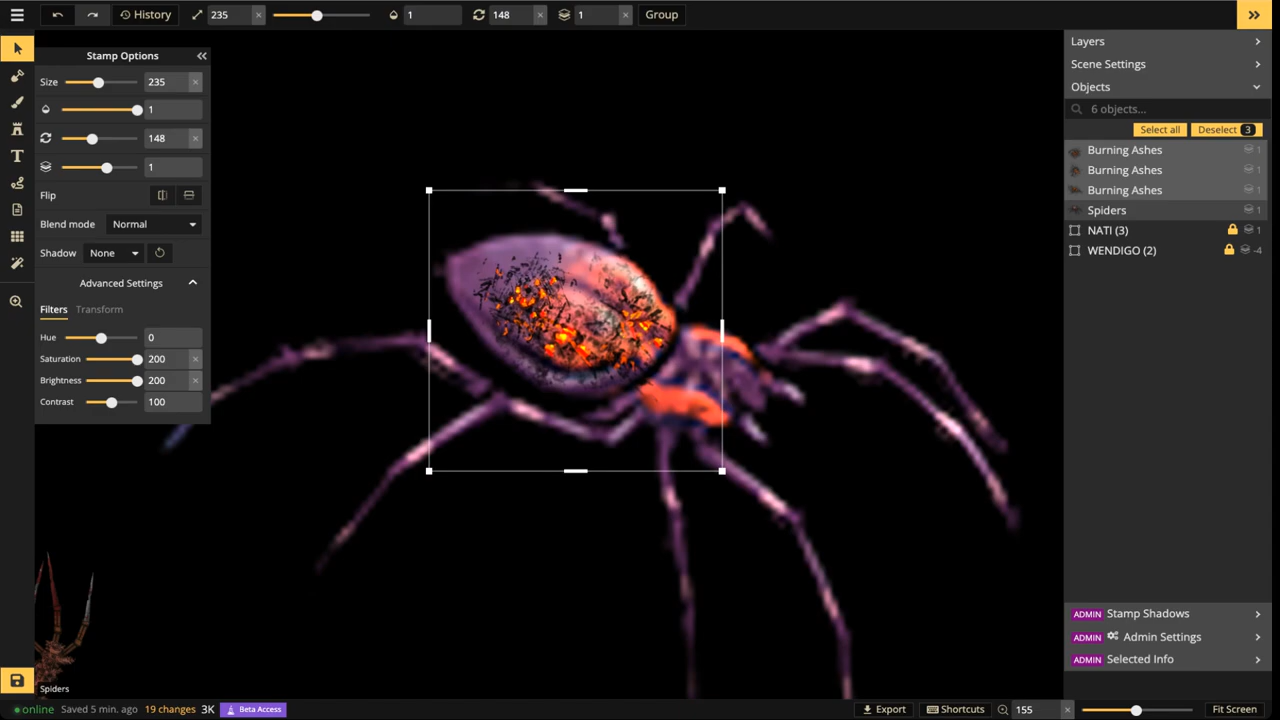 History 235 × 1 148 × 1 × Group
Stamp Options
Size 235 ×
1
148 ×
1
Flip
Blend mode Normal
Shadow None
Advanced Settings
Filters Transform
Hue 0
Saturation 200 ×
Brightness 200 ×
Contrast 100
Spiders
Layers
Scene Settings
Objects
6 objects...
Select all Deselect 3
Burning Ashes 1
Burning Ashes 1
Burning Ashes 1
Spiders 1
NATI (3) 1
WENDIGO (2) -4
ADMIN Stamp Shadows
ADMIN Admin Settings
ADMIN Selected Info
online Saved 5 min. ago 19 changes 3K Beta Access Export Shortcuts 155 × Fit Screen